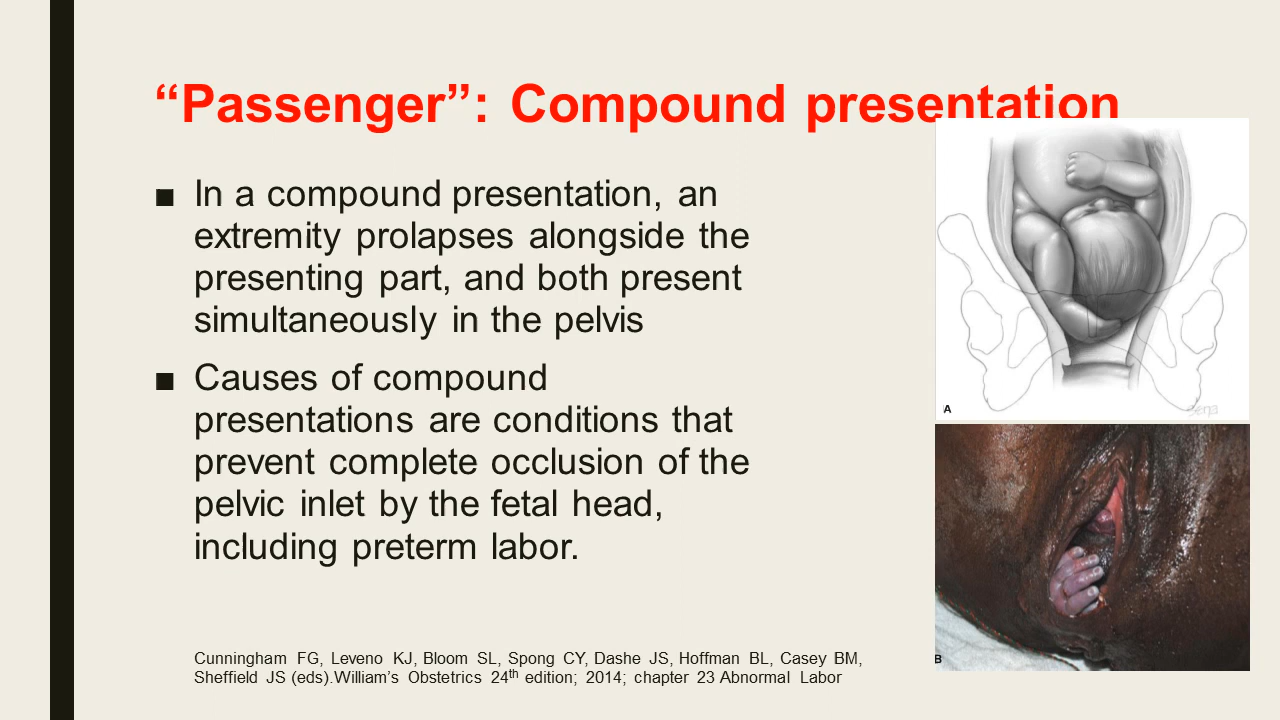 “Passenger”: Compound presentation
■ In a compound presentation, an
extremity prolapses alongside the
presenting part, and both present
simultaneously in the pelvis
■ Causes of compound
presentations are conditions that
prevent complete occlusion of the
pelvic inlet by the fetal head,
including preterm labor.
A
B
Cunningham FG, Leveno KJ, Bloom SL, Spong CY, Dashe JS, Hoffman BL, Casey BM,
Sheffield JS (eds).William’s Obstetrics 24th edition; 2014; chapter 23 Abnormal Labor